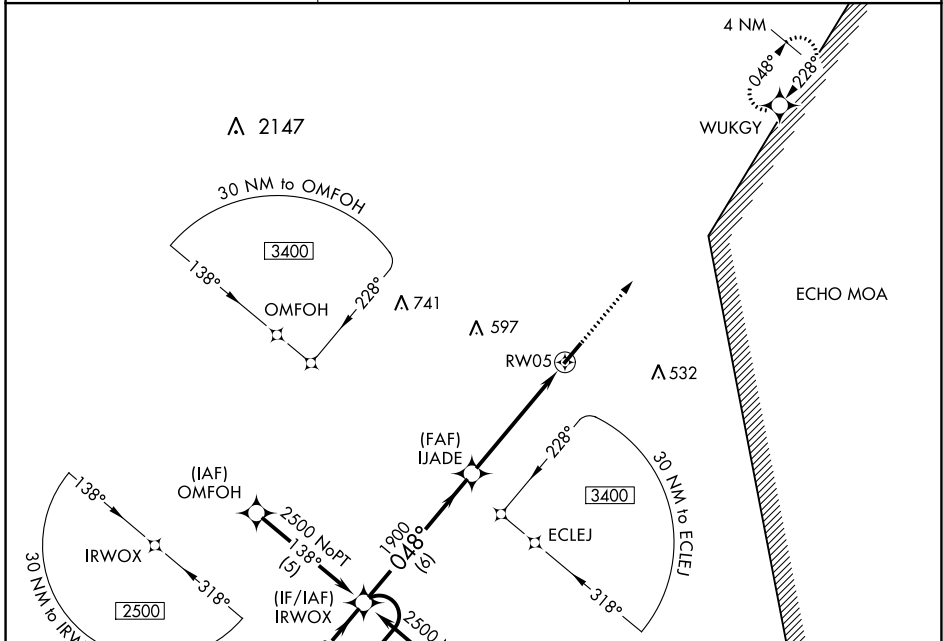 4 NM
048°
228°
WUKGY
2147
30 NM to OMFOH
3400
138°
228°
OMFOH
741
597
ECHO MOA
RW05
532
(FAF)
IJADE
228°
30 NM to ECLEJ
3400
ECLEJ
318°
(IAF)
OMFOH
2500 NoPT
138°
(5)
1900
048°
(6)
138°
IRWOX
318°
2500
30 NM to
(IF/IAF)
IRWOX
2500